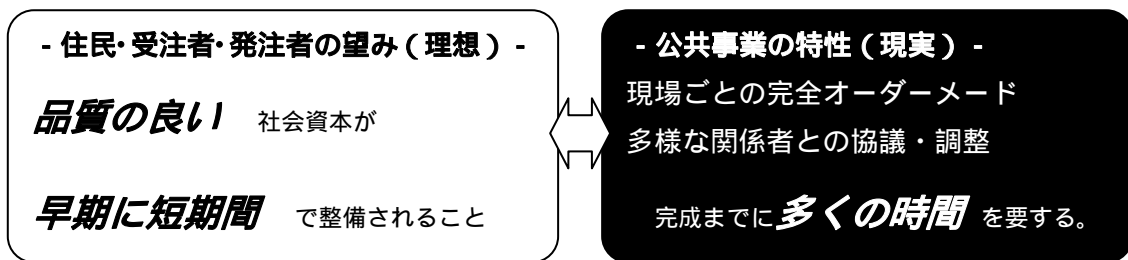 - 住民・受注者・発注者の望み（理想） -
品質の良い 社会資本が
早期に短期間 で整備されること
- 公共事業の特性（現実） -
現場ごとの完全オーダーメード
多様な関係者との協議・調整
完成までに多くの時間 を要する。